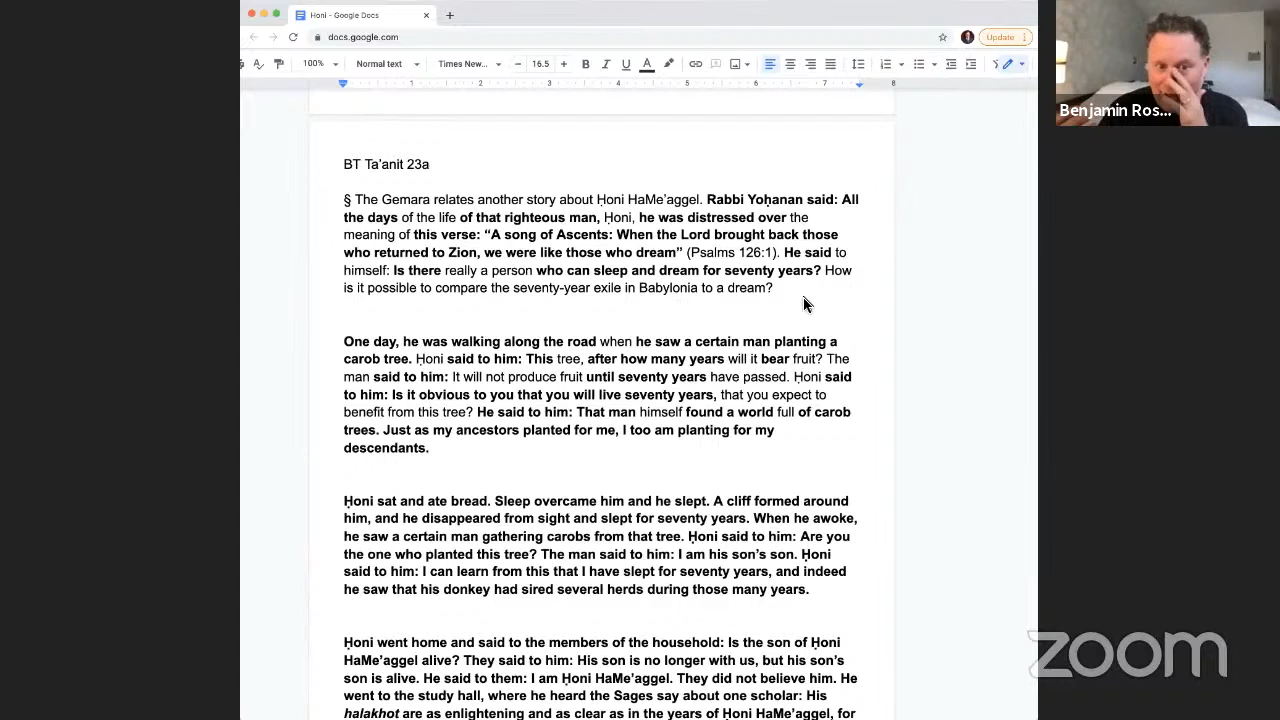 Honi - Google Docs
docs.google.com
Update
100%
Normal text
Times New...
16.5
B I U A
1 2 3 4 5 6 7 8
BT Ta'anit 23a
§ The Gemara relates another story about Ḥoni HaMe'aggel. Rabbi Yoḥanan said: All
the days of the life of that righteous man, Ḥoni, he was distressed over the
meaning of this verse: “A song of Ascents: When the Lord brought back those
who returned to Zion, we were like those who dream” (Psalms 126:1). He said to
himself: Is there really a person who can sleep and dream for seventy years? How
is it possible to compare the seventy-year exile in Babylonia to a dream?
One day, he was walking along the road when he saw a certain man planting a
carob tree. Ḥoni said to him: This tree, after how many years will it bear fruit? The
man said to him: It will not produce fruit until seventy years have passed. Ḥoni said
to him: Is it obvious to you that you will live seventy years, that you expect to
benefit from this tree? He said to him: That man himself found a world full of carob
trees. Just as my ancestors planted for me, I too am planting for my
descendants.
Ḥoni sat and ate bread. Sleep overcame him and he slept. A cliff formed around
him, and he disappeared from sight and slept for seventy years. When he awoke,
he saw a certain man gathering carobs from that tree. Ḥoni said to him: Are you
the one who planted this tree? The man said to him: I am his son’s son. Ḥoni
said to him: I can learn from this that I have slept for seventy years, and indeed
he saw that his donkey had sired several herds during those many years.
Ḥoni went home and said to the members of the household: Is the son of Ḥoni
HaMe’aggel alive? They said to him: His son is no longer with us, but his son’s
son is alive. He said to them: I am Ḥoni HaMe’aggel. They did not believe him. He
went to the study hall, where he heard the Sages say about one scholar: His
halakhot are as enlightening and as clear as in the years of Ḥoni HaMe’aggel, for
Benjamin Ros...
zoom